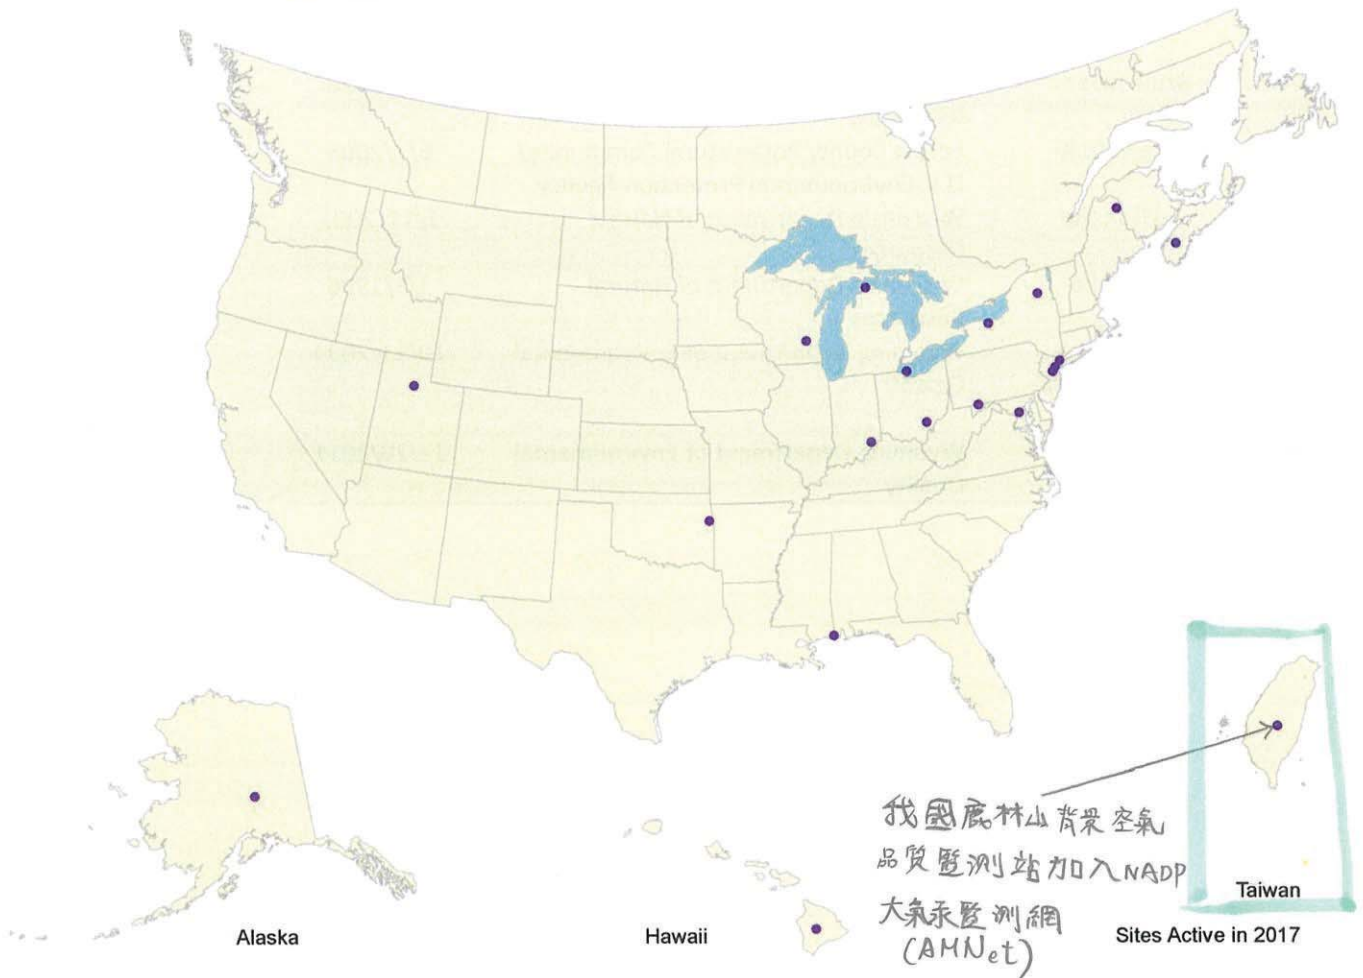 我國鹿林山背景空氣
品質監測站加入NADP
大氣汞監測網
(AMNet)
Taiwan
Alaska
Hawaii
Sites Active in 2017